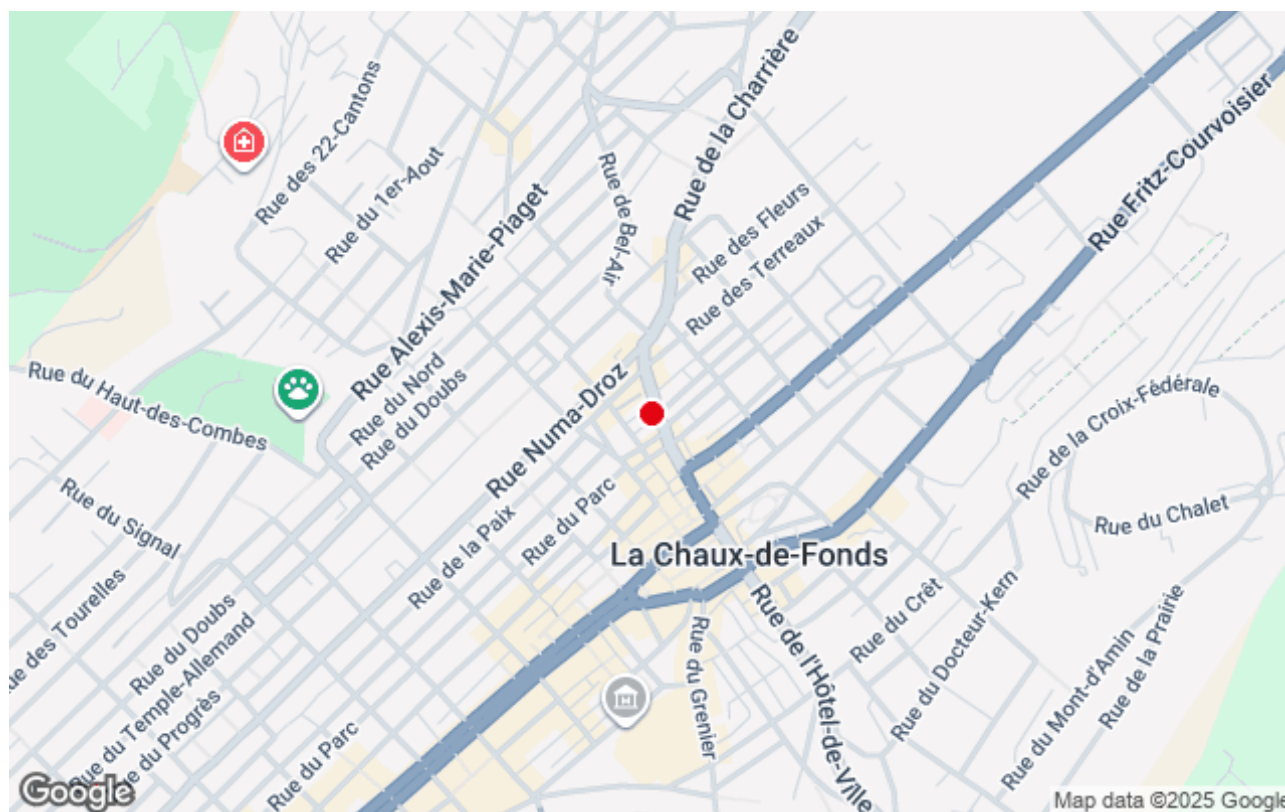 Rue de la Charrière
Rue des 22-Cantons
Rue du 1er-Aout
Rue de Bel-Air
Rue Fritz-Courvoisier
Rue Alexis-Marie-Piaget
Rue des Fleurs
Rue des Terreaux
Rue du Haut-des-Combes
Rue du Nord
Rue du Doubs
Rue Numa-Droz
Rue de la Croix-Fédérale
Rue du Signal
Rue de la Paix
Rue du Parc
Rue du Chalet
La Chaux-de-Fonds
ue des Tourelles
Rue du Doubs
Rue du Temple-Allemand
ue du Progrès
Rue du Parc
Rue du Grenier
Rue de l'Hôtel-de-Ville
Rue du Crêt
Rue du Docteur-Kern
Rue du Mont-d'Amin
Rue de la Prairie
Google
Map data ©2025 Google